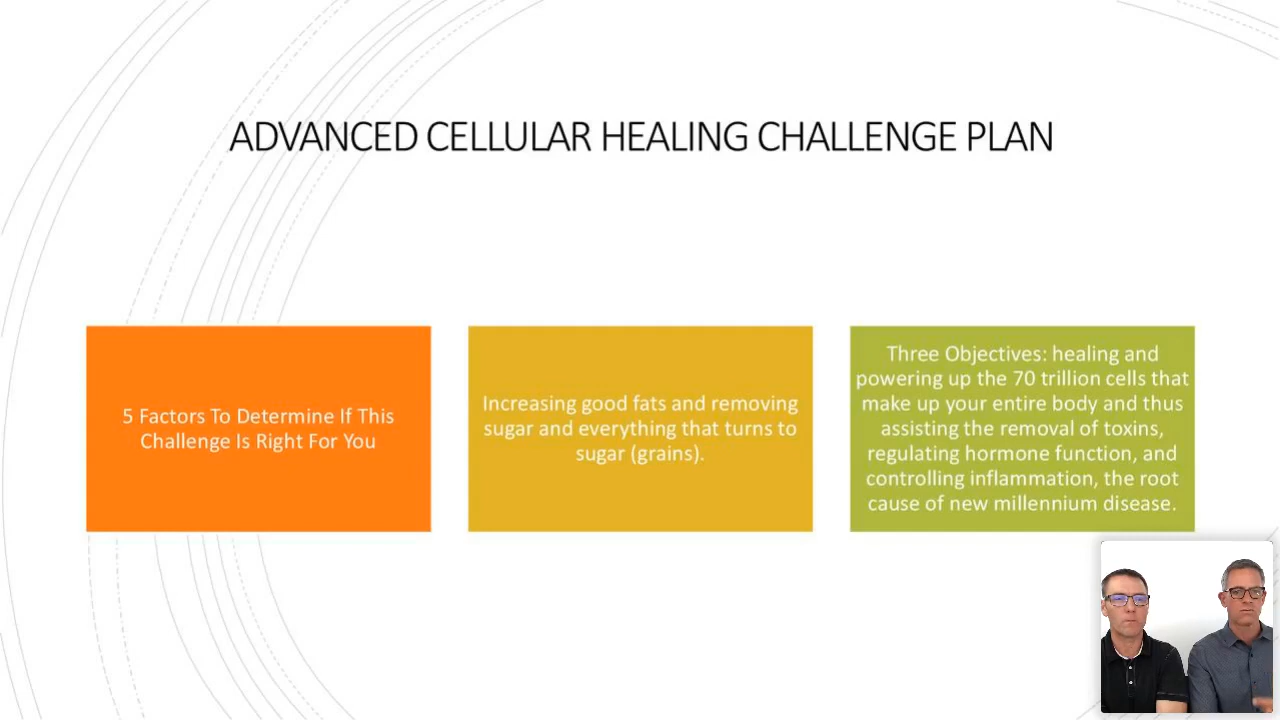 ADVANCED CELLULAR HEALING CHALLENGE PLAN
5 Factors To Determine If This
Challenge Is Right For You
Increasing good fats and removing
sugar and everything that turns to
sugar (grains).
Three Objectives: healing and
powering up the 70 trillion cells that
make up your entire body and thus
assisting the removal of toxins,
regulating hormone function, and
controlling inflammation, the root
cause of new millennium disease.